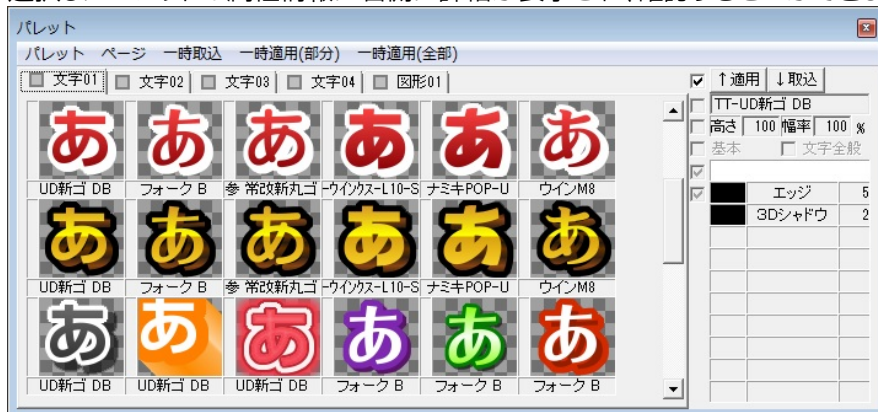 パレット
パレット ページ 一時取込 一時適用(部分) 一時適用(全部)
文字01 文字02 文字03 文字04 図形01
↑適用 ↓取込
TT-UD新ゴ DB
高さ 100 幅率 100 %
基本 文字全般
エッジ 5
3Dシャドウ 2
あ あ あ あ あ あ
UD新ゴ DB フォーク B 参 常改新丸ゴ ーウインクス-L10-S ナミキPOP-U ウインM8
あ あ あ あ あ あ
UD新ゴ DB フォーク B 参 常改新丸ゴ ーウインクス-L10-S ナミキPOP-U ウインM8
あ あ あ あ あ あ
UD新ゴ DB UD新ゴ DB UD新ゴ DB フォーク B フォーク B フォーク B